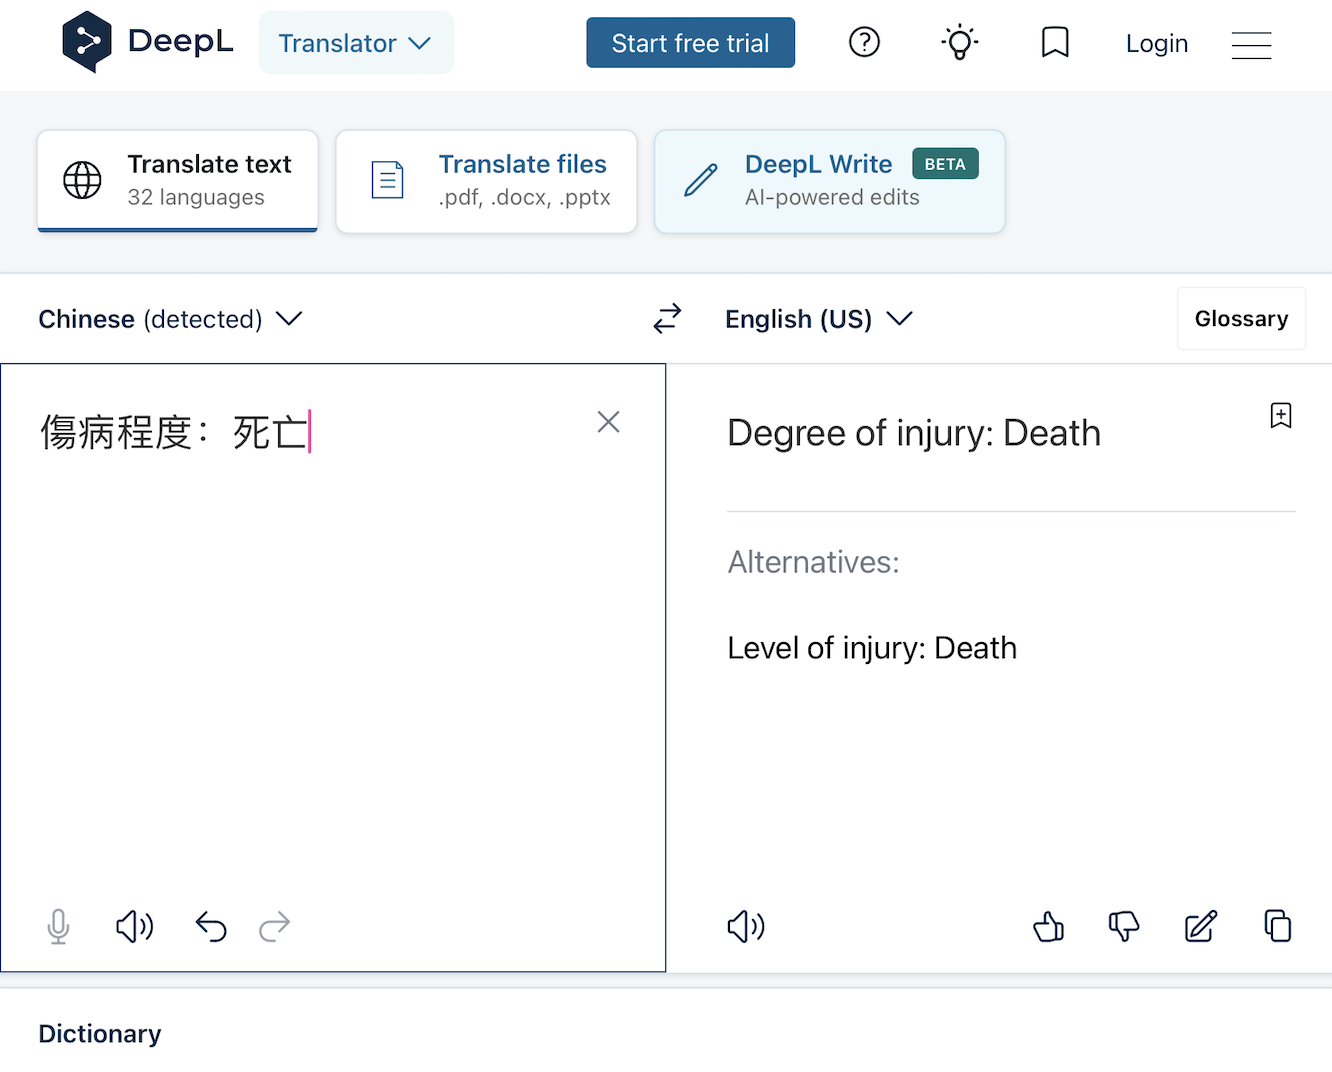 DeepL
Translator
Start free trial
Login
Translate text
32 languages
Translate files
.pdf, .docx, .pptx
DeepL Write BETA
AI-powered edits
Chinese (detected)
English (US)
Glossary
傷病程度：死亡
Degree of injury: Death
Alternatives:
Level of injury: Death
Dictionary